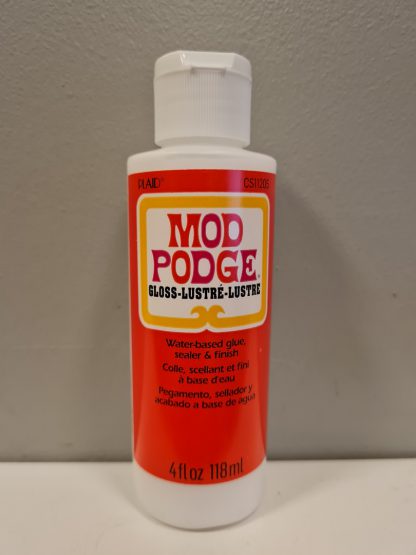 PLAID™ CS11205
MOD
PODGE®
GLOSS-LUSTRÉ-LUSTRE
Water-based glue,
sealer & finish
Colle, scellant et fini
à base d'eau
Pegamento, sellador y
acabado a base de agua
4 fl oz 118 ml